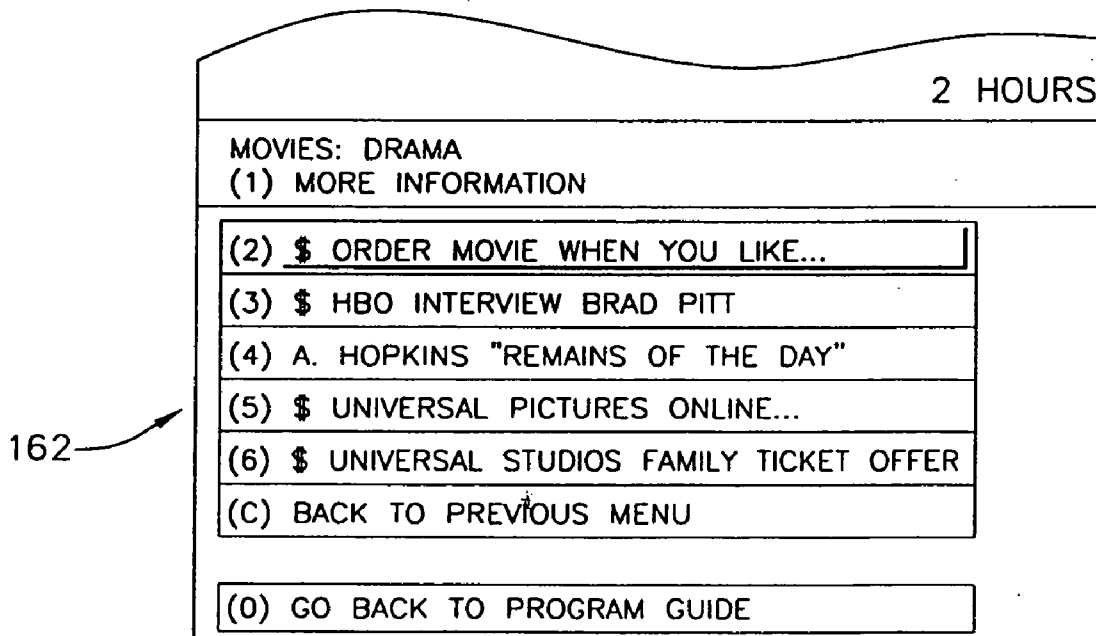 2 HOURS
MOVIES: DRAMA
(1) MORE INFORMATION
(2) $ ORDER MOVIE WHEN YOU LIKE...
(3) $ HBO INTERVIEW BRAD PITT
(4) A. HOPKINS "REMAINS OF THE DAY"
(5) $ UNIVERSAL PICTURES ONLINE...
162
(6) $ UNIVERSAL STUDIOS FAMILY TICKET OFFER
(C) BACK TO PREVIOUS MENU
(0) GO BACK TO PROGRAM GUIDE